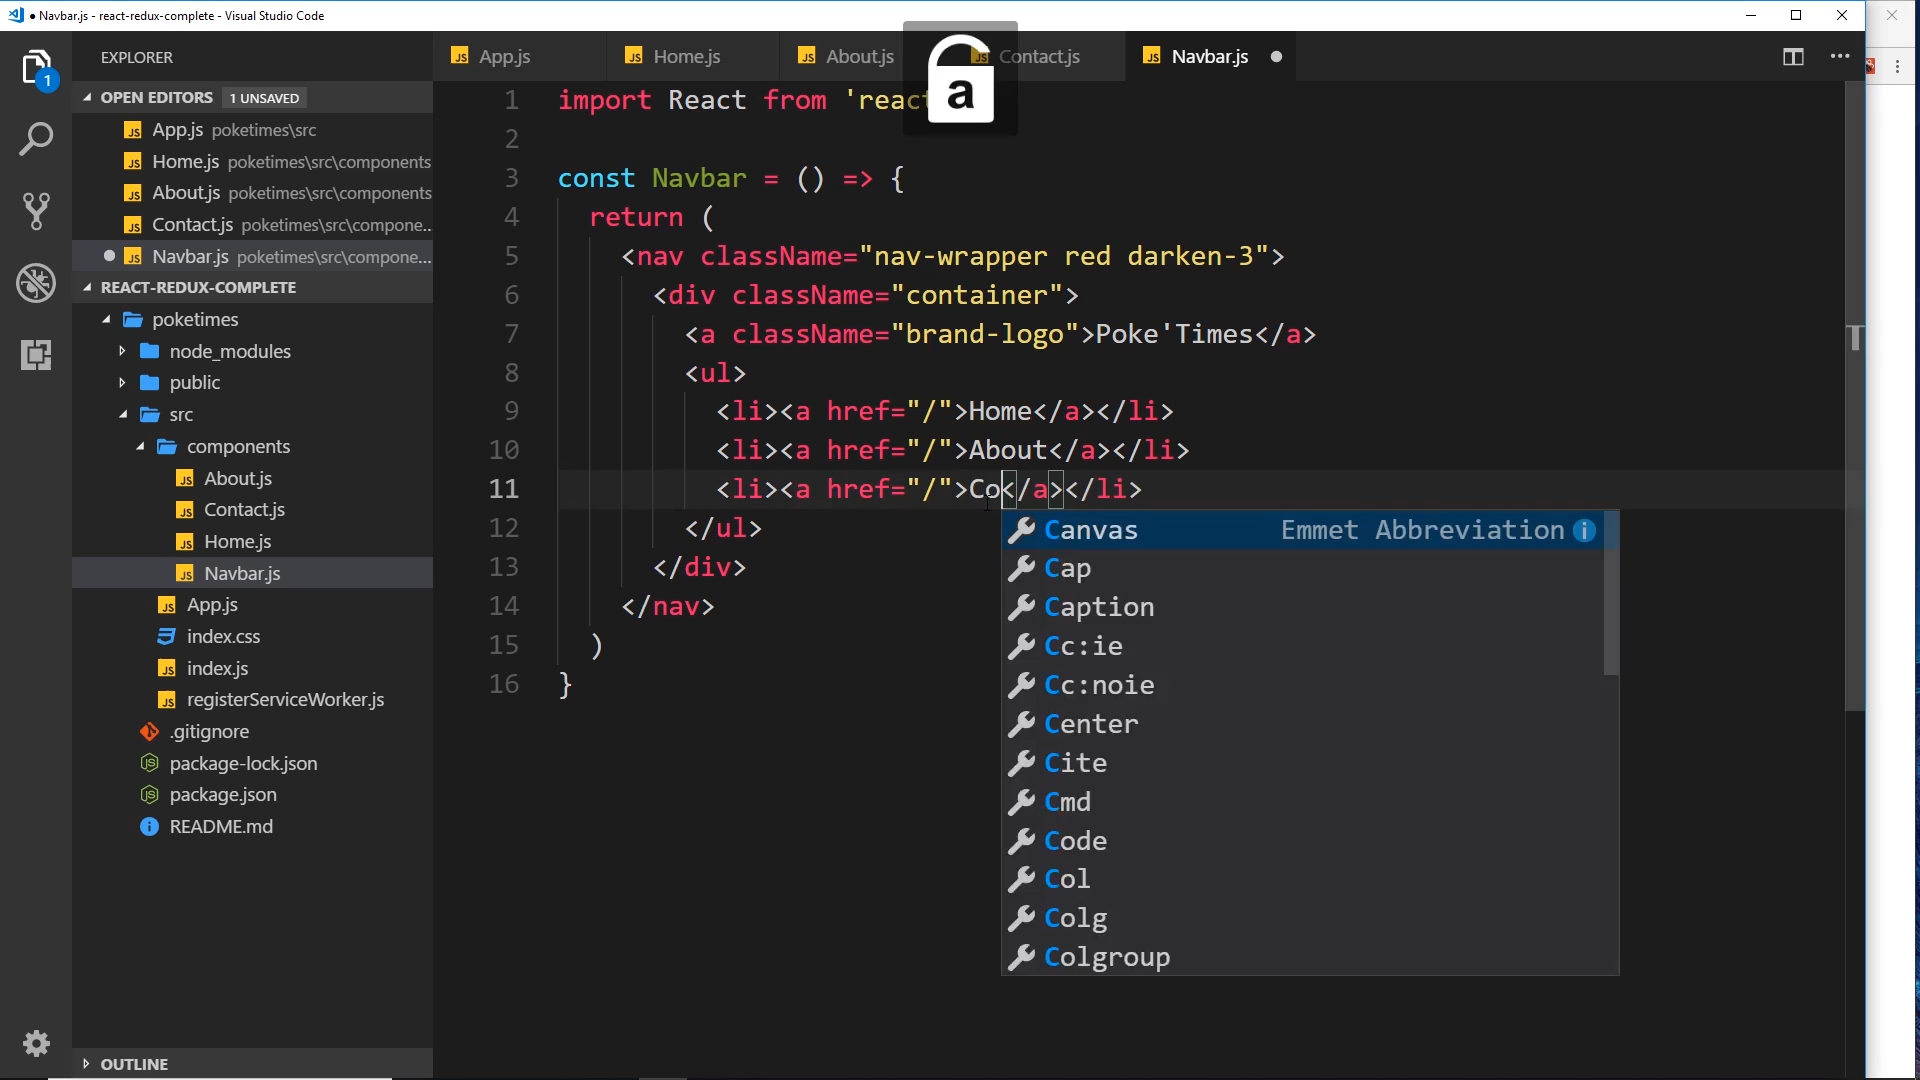 ● Navbar.js - react-redux-complete - Visual Studio Code
EXPLORER
OPEN EDITORS 1 UNSAVED
App.js poketimes\src
Home.js poketimes\src\components
About.js poketimes\src\components
Contact.js poketimes\src\compone...
Navbar.js poketimes\src\compone...
REACT-REDUX-COMPLETE
poketimes
node_modules
public
src
components
About.js
Contact.js
Home.js
Navbar.js
App.js
index.css
index.js
registerServiceWorker.js
.gitignore
package-lock.json
package.json
README.md
OUTLINE
1
App.js
Home.js
About.js
Contact.js
Navbar.js
a
1 import React from 'react
2
3 const Navbar = () => {
4 return (
5 <nav className="nav-wrapper red darken-3">
6 <div className="container">
7 <a className="brand-logo">Poke'Times</a>
8 <ul>
9 <li><a href="/">Home</a></li>
10 <li><a href="/">About</a></li>
11 <li><a href="/">Co</a></li>
12 </ul>
13 </div>
14 </nav>
15 )
16 }
Canvas Emmet Abbreviation
Cap
Caption
Cc:ie
Cc:noie
Center
Cite
Cmd
Code
Col
Colg
Colgroup